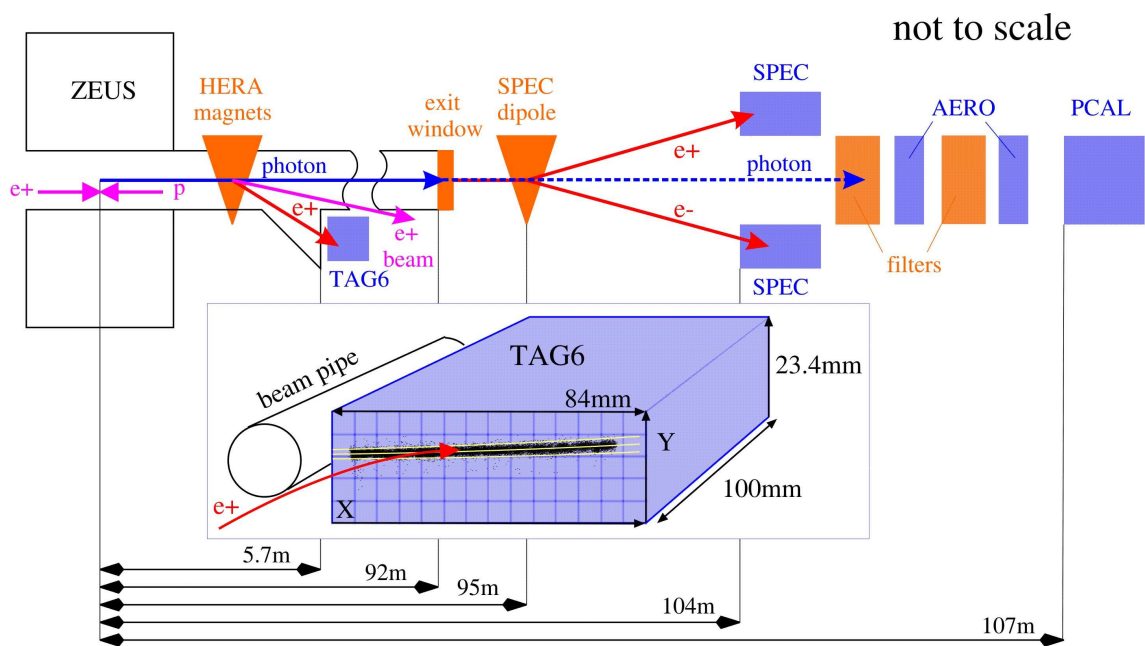 not to scale
ZEUS
HERA
magnets
exit
window
SPEC
dipole
SPEC
AERO
PCAL
e+
p
photon
e+
e+
beam
TAG6
e+
photon
e-
SPEC
filters
TAG6
beam pipe
84mm
23.4mm
Y
X
100mm
e+
5.7m
92m
95m
104m
107m